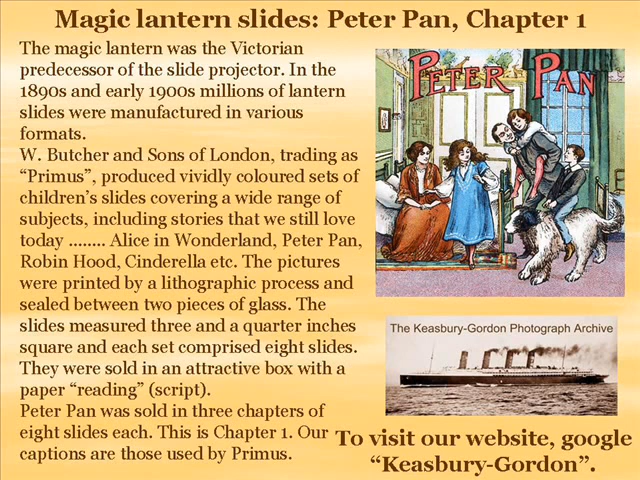 Magic lantern slides: Peter Pan, Chapter 1
The magic lantern was the Victorian
predecessor of the slide projector. In the
1890s and early 1900s millions of lantern
slides were manufactured in various
formats.
W. Butcher and Sons of London, trading as
“Primus”, produced vividly coloured sets of
children’s slides covering a wide range of
subjects, including stories that we still love
today ........ Alice in Wonderland, Peter Pan,
Robin Hood, Cinderella etc. The pictures
were printed by a lithographic process and
sealed between two pieces of glass. The
slides measured three and a quarter inches
square and each set comprised eight slides.
They were sold in an attractive box with a
paper “reading” (script).
Peter Pan was sold in three chapters of
eight slides each. This is Chapter 1. Our
captions are those used by Primus.
PETER PAN
The Keasbury-Gordon Photograph Archive
To visit our website, google
“Keasbury-Gordon”.